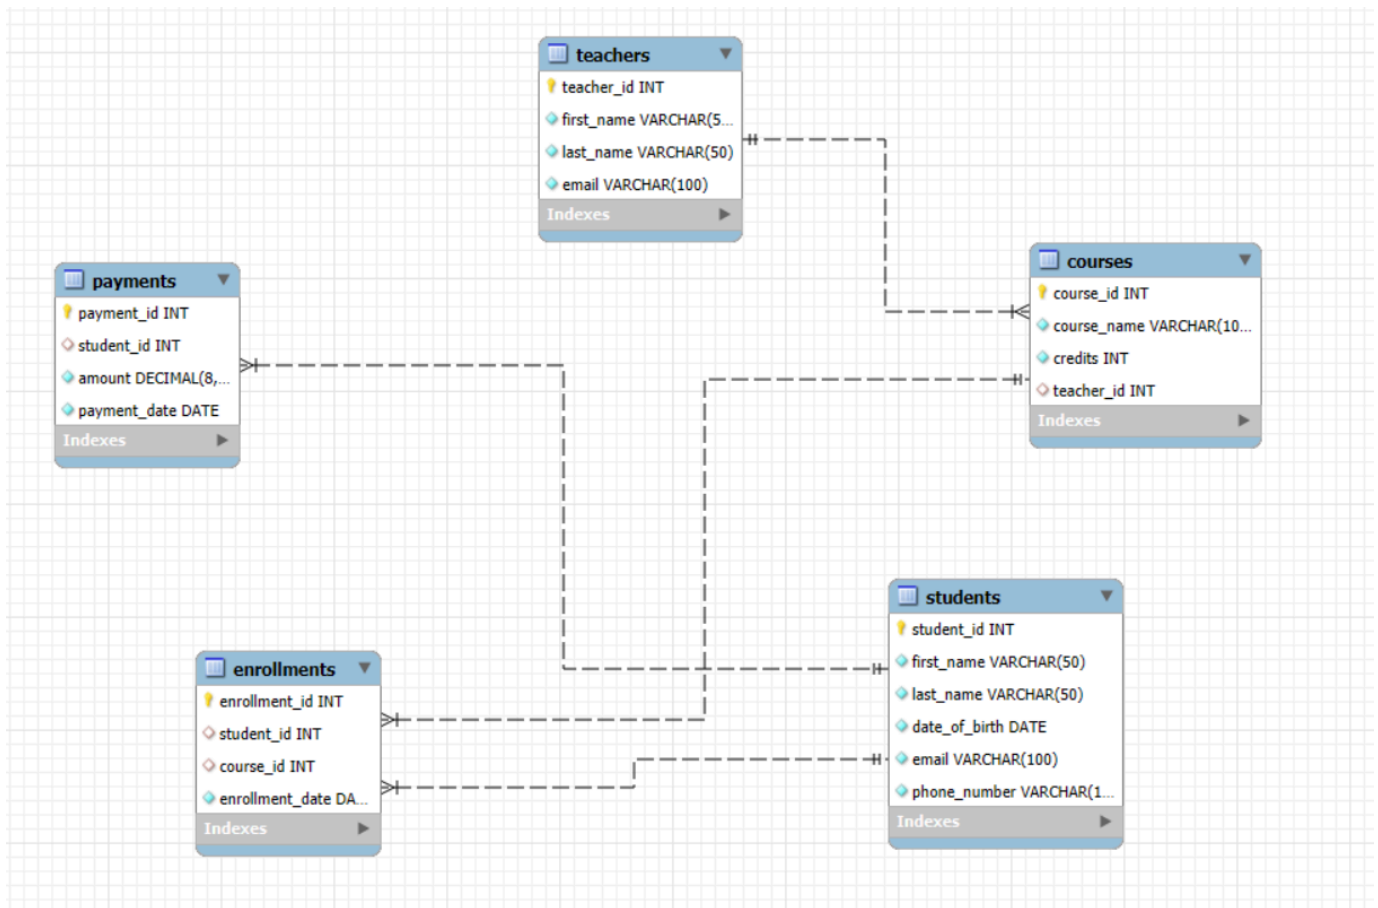 teachers
teacher_id INT
first_name VARCHAR(5...
last_name VARCHAR(50)
email VARCHAR(100)
Indexes
courses
course_id INT
course_name VARCHAR(10...
credits INT
teacher_id INT
Indexes
payments
payment_id INT
student_id INT
amount DECIMAL(8,...
payment_date DATE
Indexes
students
student_id INT
first_name VARCHAR(50)
last_name VARCHAR(50)
date_of_birth DATE
email VARCHAR(100)
phone_number VARCHAR(1...
Indexes
enrollments
enrollment_id INT
student_id INT
course_id INT
enrollment_date DA...
Indexes